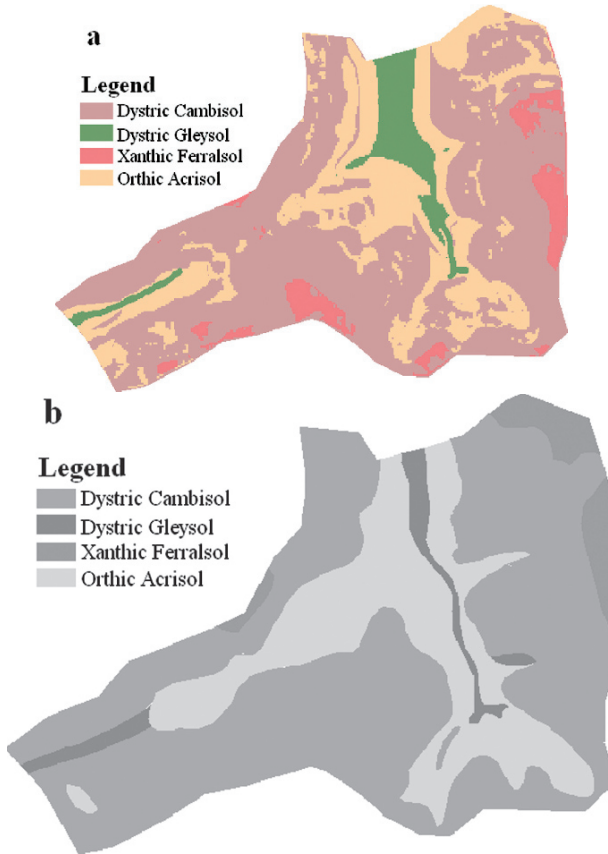 a
Legend
Dystric Cambisol
Dystric Gleysol
Xanthic Ferralsol
Orthic Acrisol
b
Legend
Dystric Cambisol
Dystric Gleysol
Xanthic Ferralsol
Orthic Acrisol